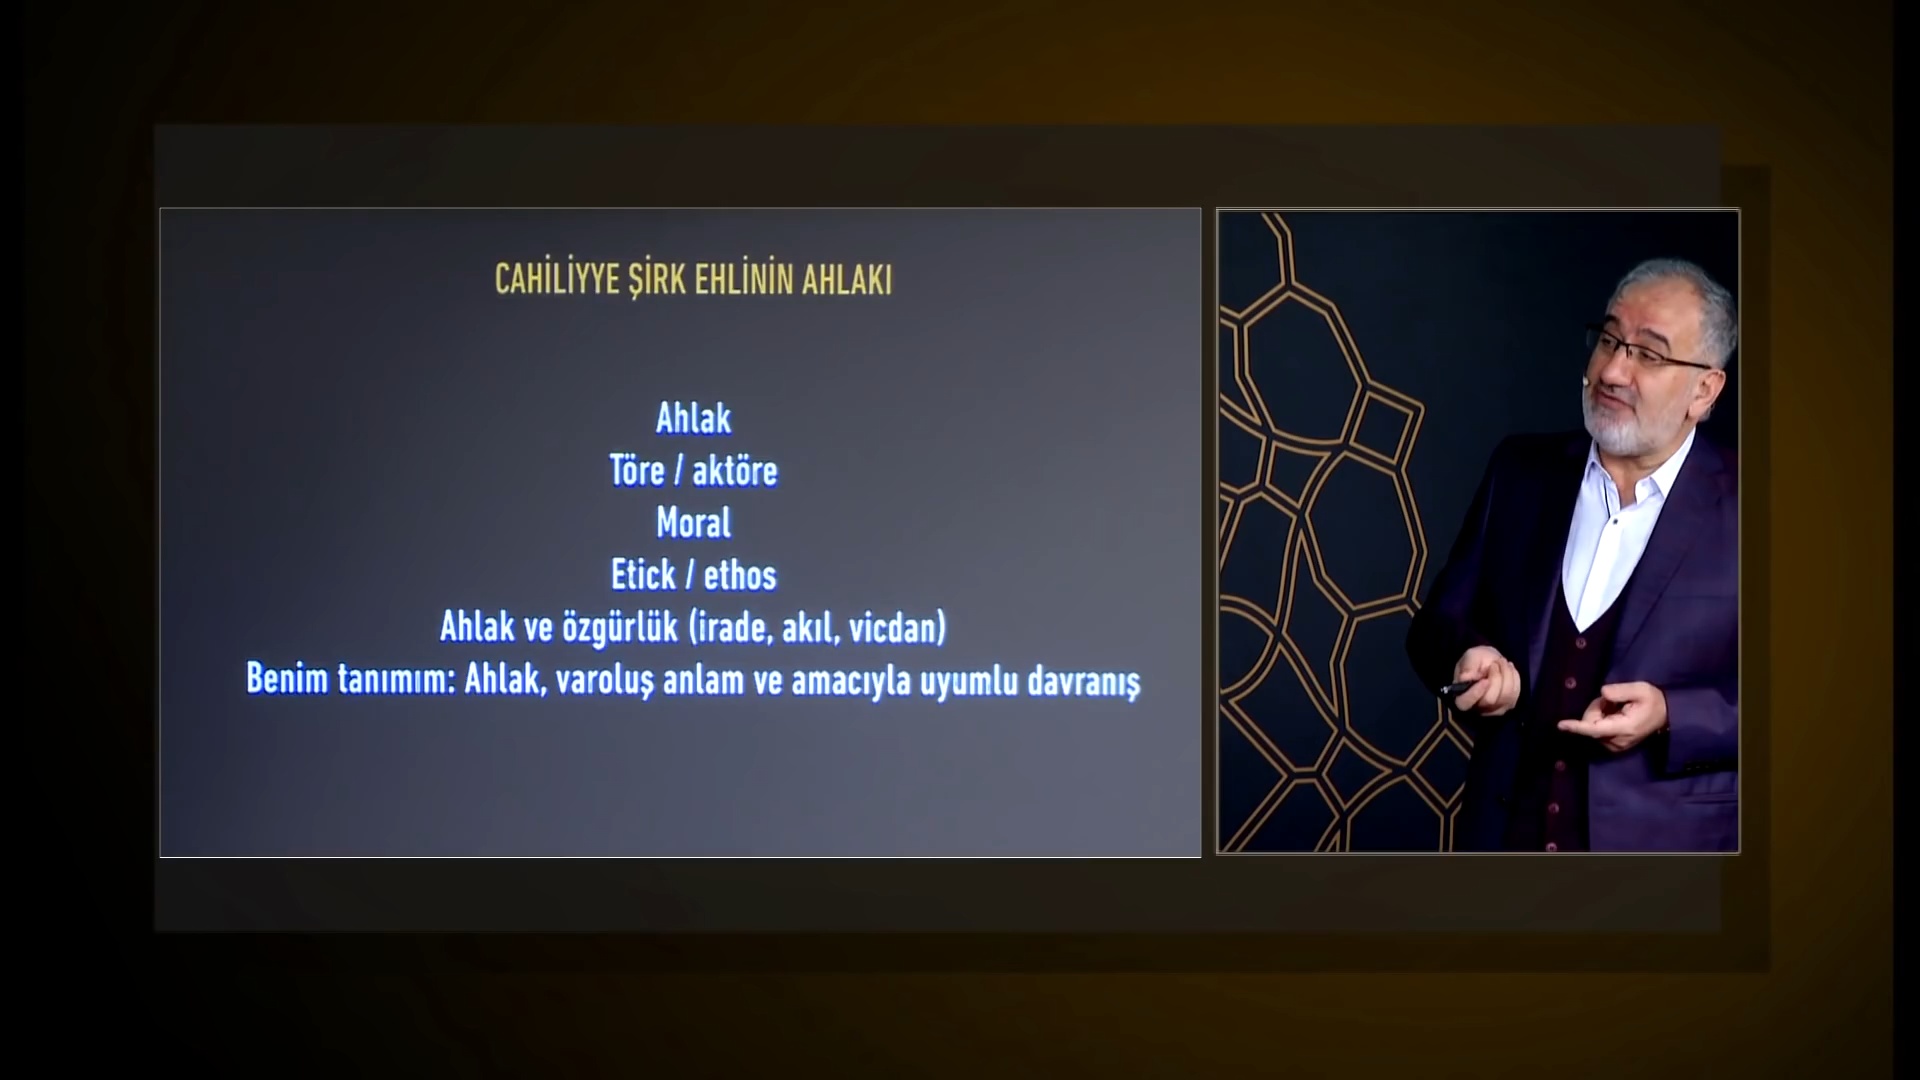 CAHİLİYYE ŞİRK EHLİNİN AHLAKI
Ahlak
Töre / aktöre
Moral
Etick / ethos
Ahlak ve özgürlük (irade, akıl, vicdan)
Benim tanımım: Ahlak, varoluş anlam ve amacıyla uyumlu davranış